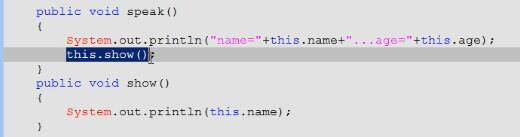 public void speak()
{
System.out.println("name="+this.name+"...age="+this.age);
this.show();
}
public void show()
{
System.out.println(this.name);
}